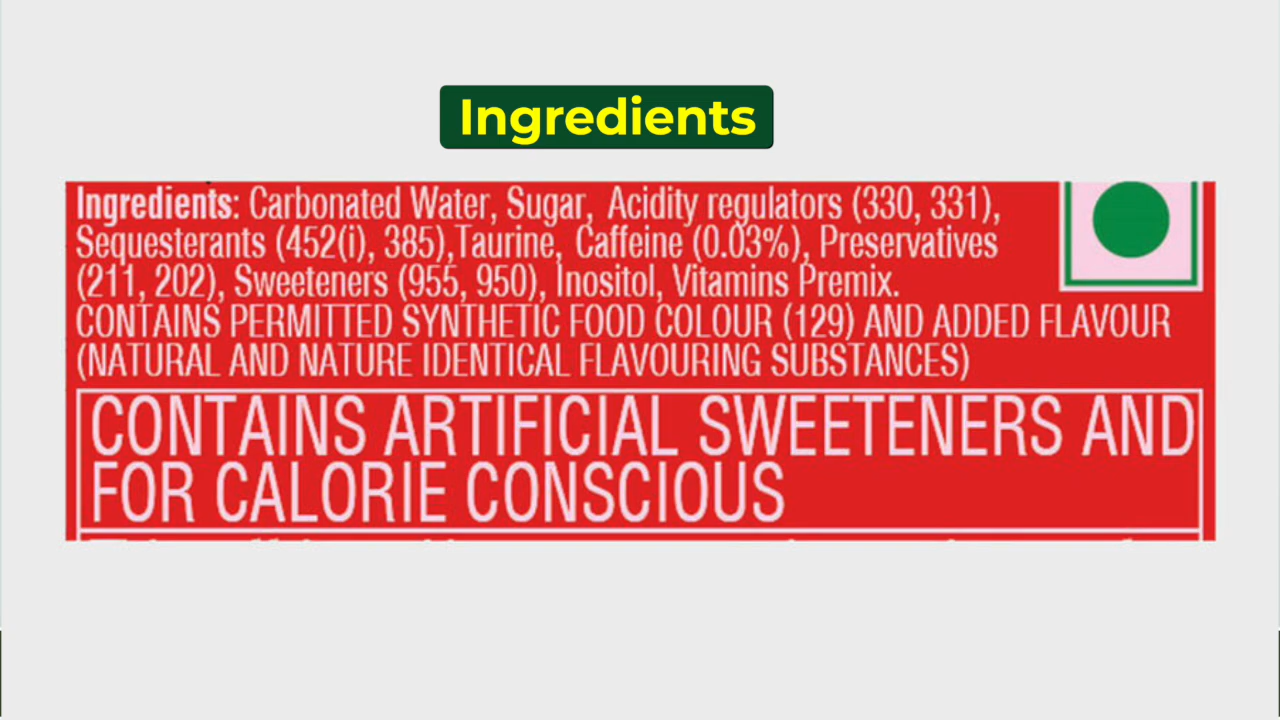 Ingredients
Ingredients: Carbonated Water, Sugar, Acidity regulators (330, 331),
Sequesterants (452(i), 385),Taurine, Caffeine (0.03%), Preservatives
(211, 202), Sweeteners (955, 950), Inositol, Vitamins Premix.
CONTAINS PERMITTED SYNTHETIC FOOD COLOUR (129) AND ADDED FLAVOUR
(NATURAL AND NATURE IDENTICAL FLAVOURING SUBSTANCES)
CONTAINS ARTIFICIAL SWEETENERS AND
FOR CALORIE CONSCIOUS